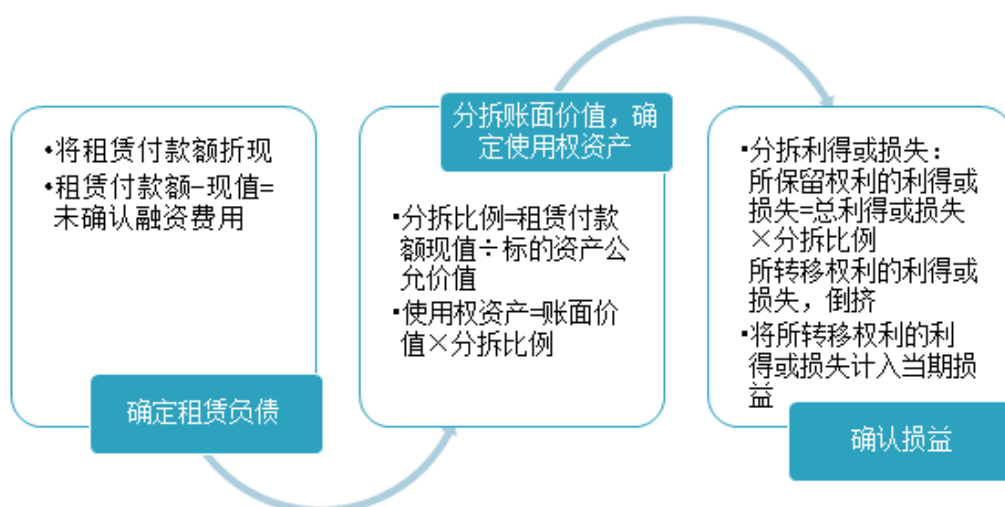 ▪将租赁付款额折现
▪租赁付款额-现值=
未确认融资费用
确定租赁负债
分拆账面价值，确
定使用权资产
▪分拆比例=租赁付款
额现值÷标的资产公
允价值
▪使用权资产=账面价
值×分拆比例
▪分拆利得或损失：
所保留权利的利得或
损失=总利得或损失
×分拆比例
所转移权利的利得或
损失，倒挤
▪将所转移权利的利
得或损失计入当期损
益
确认损益